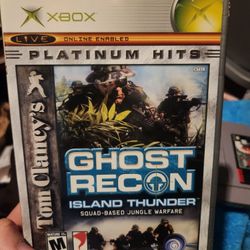 XBOX
LIVE ONLINE ENABLED
PLATINUM HITS
Tom Clancy's
GHOST
RECON
ISLAND THUNDER
SQUAD-BASED JUNGLE WARFARE
M